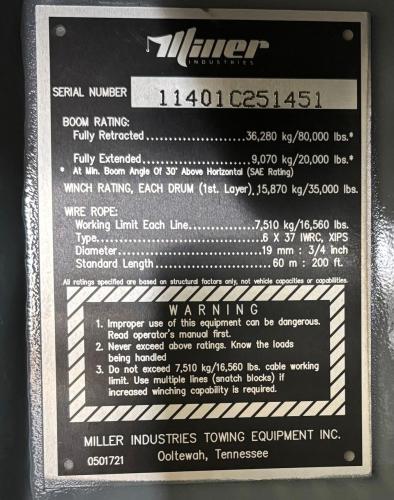 Miller
INDUSTRIES
SERIAL NUMBER 11401C251451
BOOM RATING:
Fully Retracted.....................36,280 kg/80,000 lbs.*
Fully Extended.....................9,070 kg/20,000 lbs.*
* At Min. Boom Angle Of 30° Above Horizontal (SAE Rating)
WINCH RATING, EACH DRUM (1st. Layer).15,870 kg/35,000 lbs.
WIRE ROPE:
Working Limit Each Line................7,510 kg/16,560 lbs.
Type................................6 X 37 IWRC, XIPS
Diameter................................19 mm : 3/4 inch
Standard Length.....................60 m : 200 ft.
All ratings specified are based on structural factors only, not vehicle capacities or capabilities.
WARNING
1. Improper use of this equipment can be dangerous.
Read operator's manual first.
2. Never exceed above ratings. Know the loads
being handled
3. Do not exceed 7,510 kg/16,560 lbs. cable working
limit. Use multiple lines (snatch blocks) if
increased winching capability is required.
MILLER INDUSTRIES TOWING EQUIPMENT INC.
0501721 Ooltewah, Tennessee